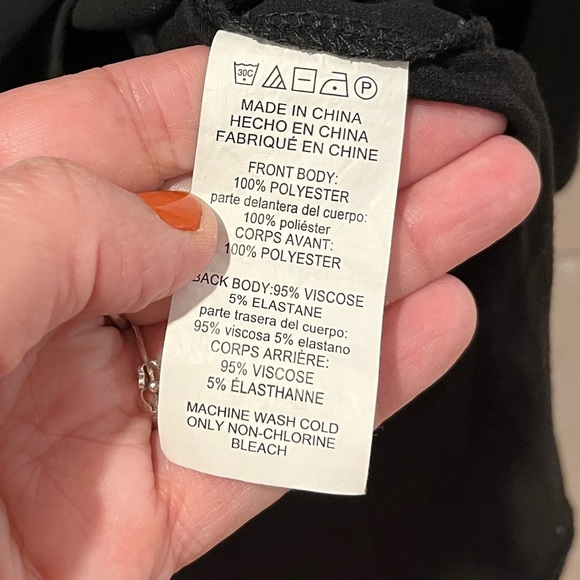 30C P
MADE IN CHINA
HECHO EN CHINA
FABRIQUÉ EN CHINE
FRONT BODY:
100% POLYESTER
parte delantera del cuerpo:
100% poliéster
CORPS AVANT:
100% POLYESTER
BACK BODY:95% VISCOSE
5% ELASTANE
parte trasera del cuerpo:
95% viscosa 5% elastano
CORPS ARRIÈRE:
95% VISCOSE
5% ÉLASTHANNE
MACHINE WASH COLD
ONLY NON-CHLORINE
BLEACH